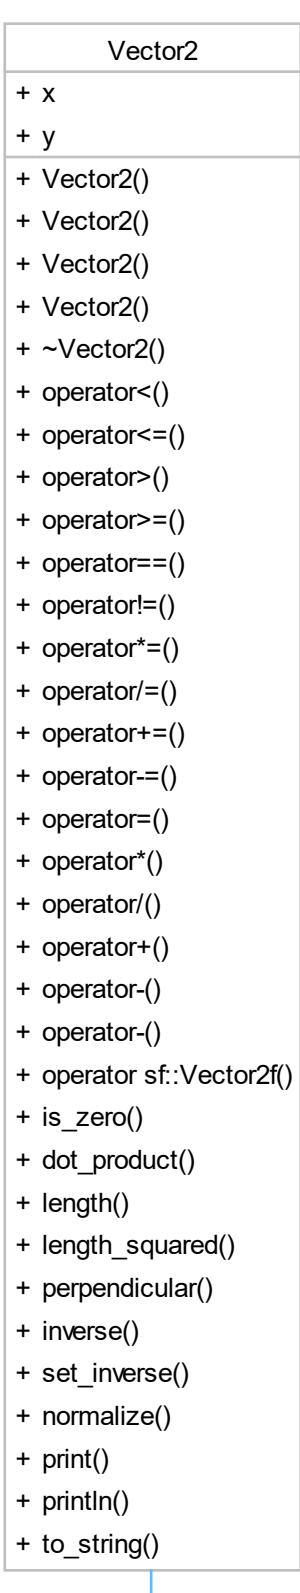 Vector2
+ x
+ y
+ Vector2()
+ Vector2()
+ Vector2()
+ Vector2()
+ ~Vector2()
+ operator<()
+ operator<=()
+ operator>()
+ operator>=()
+ operator==()
+ operator!=()
+ operator*=()
+ operator/=()
+ operator+=()
+ operator-=()
+ operator=()
+ operator*()
+ operator/()
+ operator+()
+ operator-()
+ operator-()
+ operator sf::Vector2f()
+ is_zero()
+ dot_product()
+ length()
+ length_squared()
+ perpendicular()
+ inverse()
+ set_inverse()
+ normalize()
+ print()
+ println()
+ to_string()